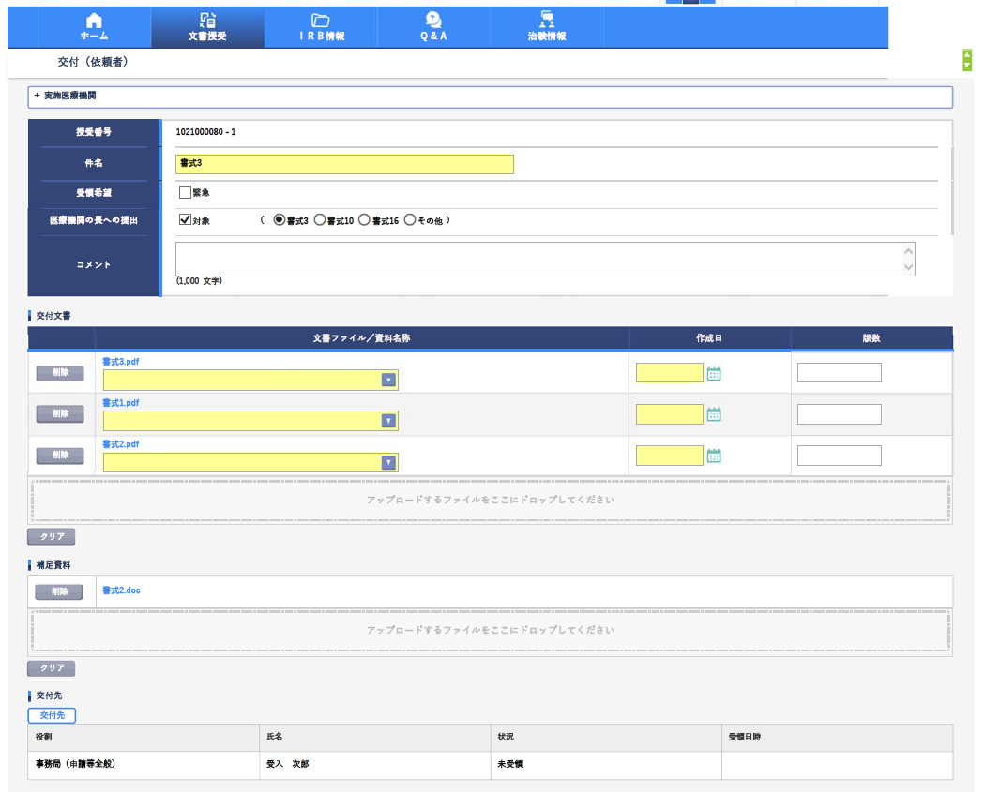 ホーム 文書授受 IRB情報 Q&A 治験情報
交付（依頼者）
+ 実施医療機関
授受番号 1021000080 - 1
件名 書式3
受領希望 緊急
医療機関の長への提出 対象 ( 書式3 書式10 書式16 その他 )
コメント
(1,000 文字)
交付文書
文書ファイル／資料名称 作成日 版数
削除 書式3.pdf
削除 書式1.pdf
削除 書式2.pdf
アップロードするファイルをここにドロップしてください
クリア
補足資料
削除 書式2.doc
アップロードするファイルをここにドロップしてください
クリア
交付先
交付先
役割 氏名 状況 受領日時
事務局（申請等全般） 受入 次郎 未受領